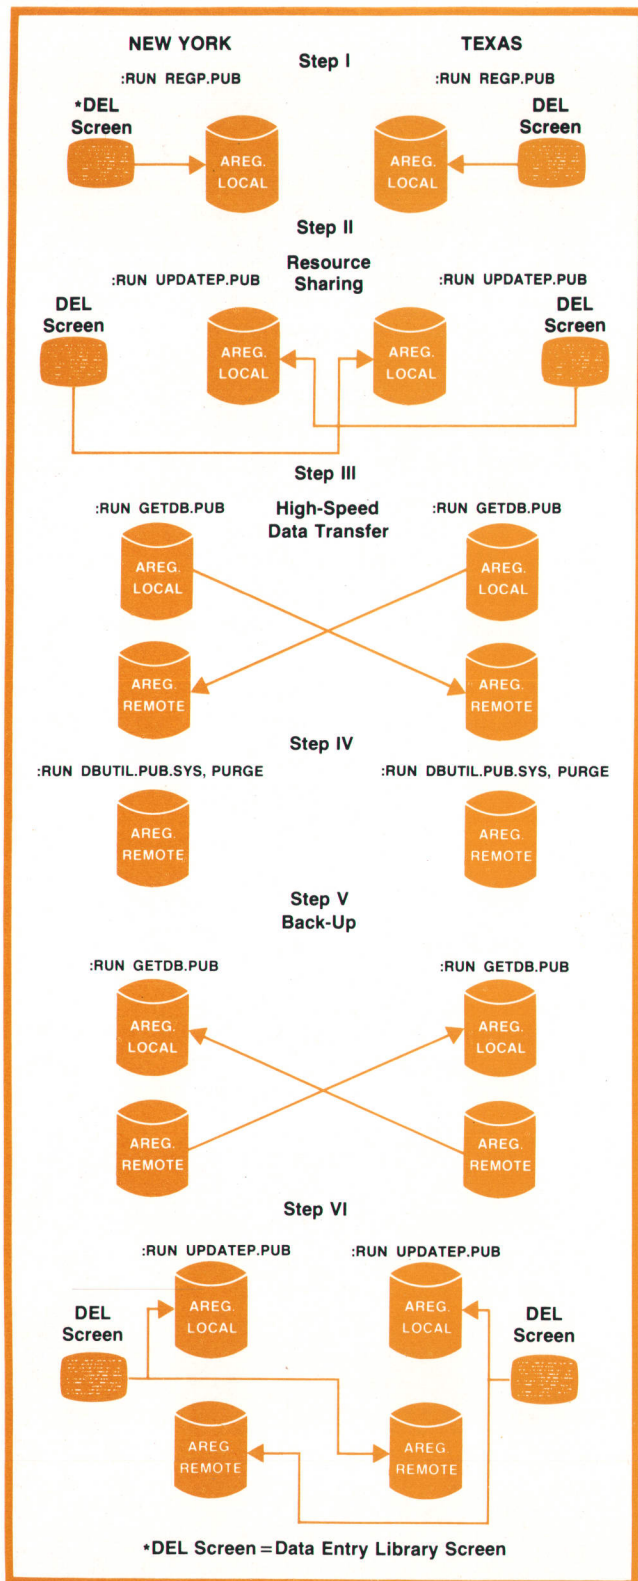 NEW YORK
TEXAS
Step I
:RUN REGP.PUB
:RUN REGP.PUB
*DEL
Screen
AREG.
LOCAL
AREG.
LOCAL
DEL
Screen
Step II
Resource
Sharing
:RUN UPDATEP.PUB
:RUN UPDATEP.PUB
DEL
Screen
AREG.
LOCAL
AREG.
LOCAL
DEL
Screen
Step III
High-Speed
Data Transfer
:RUN GETDB.PUB
:RUN GETDB.PUB
AREG.
LOCAL
AREG.
LOCAL
AREG.
REMOTE
AREG.
REMOTE
Step IV
:RUN DBUTIL.PUB.SYS, PURGE
:RUN DBUTIL.PUB.SYS, PURGE
AREG.
REMOTE
AREG.
REMOTE
Step V
Back-Up
:RUN GETDB.PUB
:RUN GETDB.PUB
AREG.
LOCAL
AREG.
LOCAL
AREG.
REMOTE
AREG.
REMOTE
Step VI
:RUN UPDATEP.PUB
:RUN UPDATEP.PUB
DEL
Screen
AREG.
LOCAL
AREG.
LOCAL
DEL
Screen
AREG.
REMOTE
AREG.
REMOTE
*DEL Screen=Data Entry Library Screen